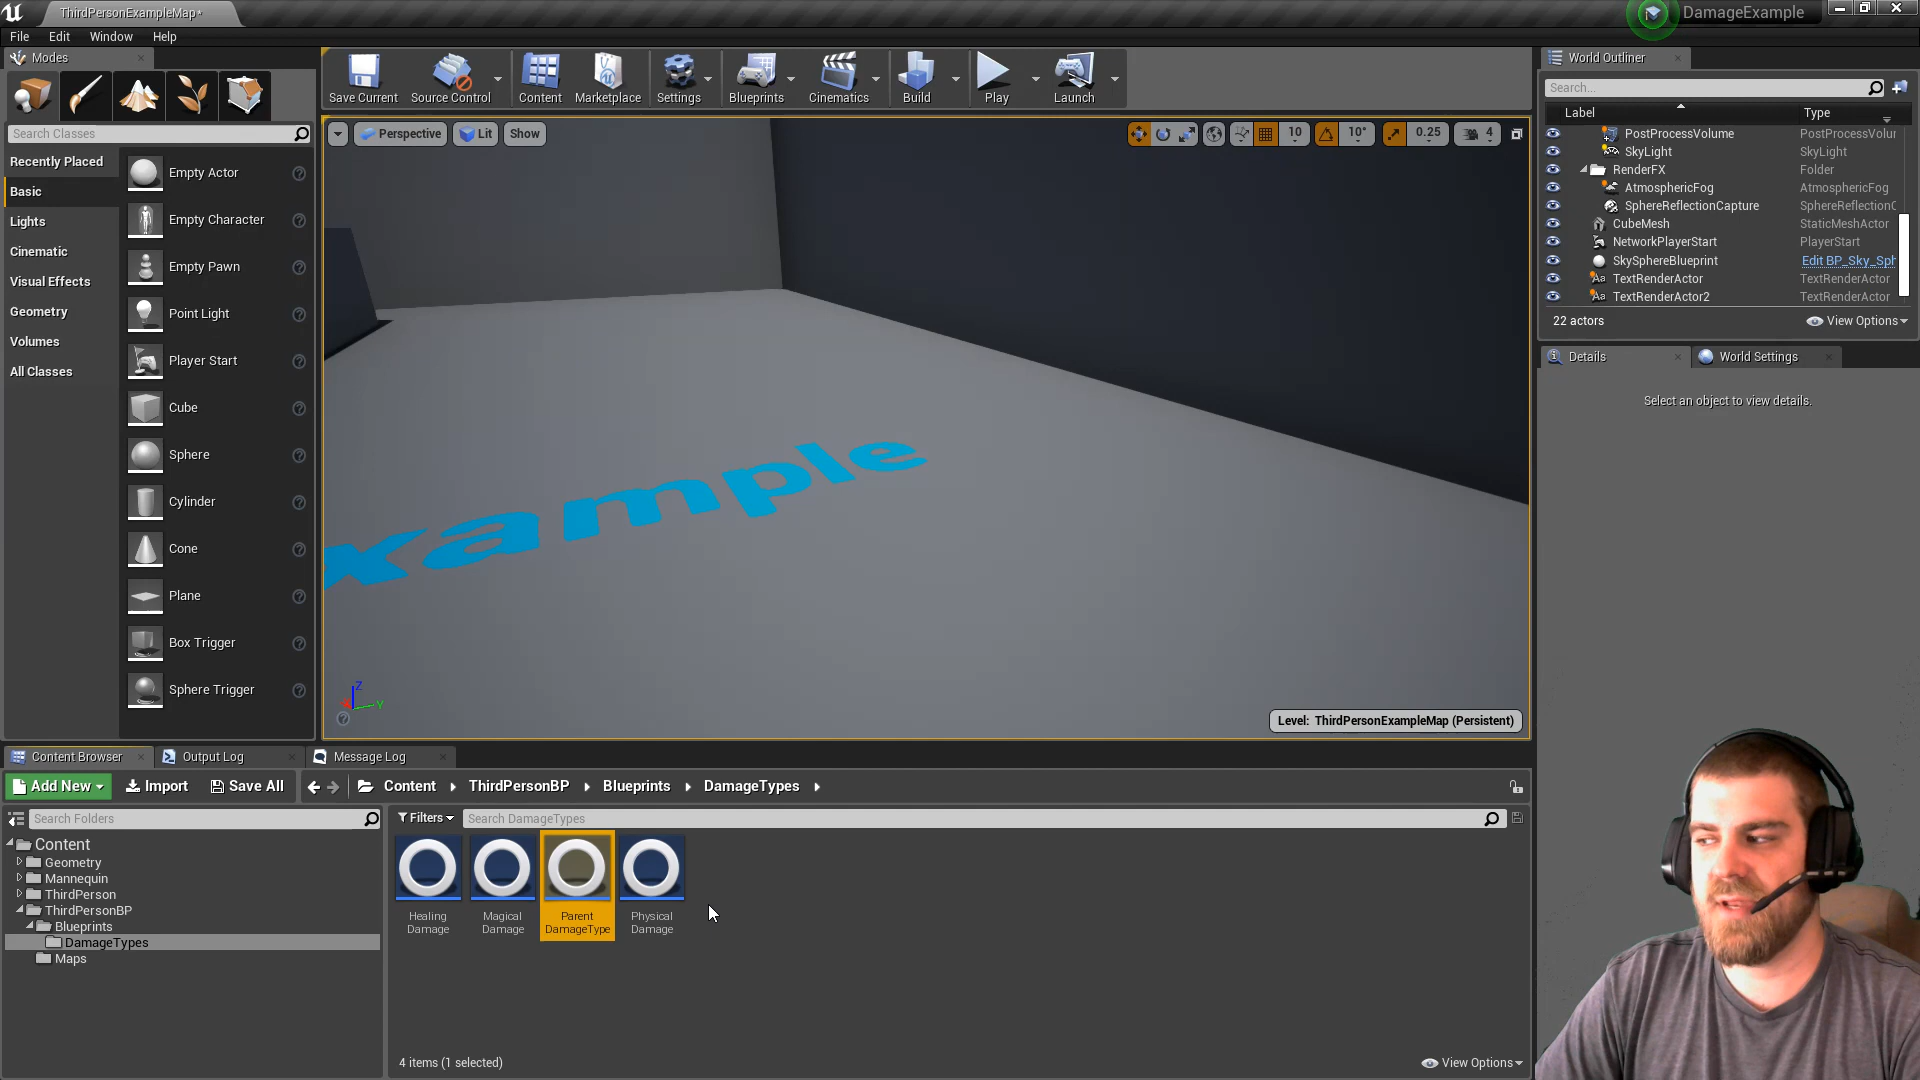 ThirdPersonExampleMap*
DamageExample
File Edit Window Help
Modes
Search Classes
Recently Placed
Basic
Lights
Cinematic
Visual Effects
Geometry
Volumes
All Classes
Empty Actor
Empty Character
Empty Pawn
Point Light
Player Start
Cube
Sphere
Cylinder
Cone
Plane
Box Trigger
Sphere Trigger
Save Current
Source Control
Content
Marketplace
Settings
Blueprints
Cinematics
Build
Play
Launch
Perspective
Lit
Show
10
10°
0.25
4
xample
Z
Y
Level: ThirdPersonExampleMap (Persistent)
World Outliner
Search...
Label Type
PostProcessVolume PostProcessVolur
SkyLight SkyLight
RenderFX Folder
AtmosphericFog AtmosphericFog
SphereReflectionCapture SphereReflectionC
CubeMesh StaticMeshActor
NetworkPlayerStart PlayerStart
SkySphereBlueprint Edit BP_Sky_Sph
TextRenderActor TextRenderActor
TextRenderActor2 TextRenderActor
22 actors
View Options
Details
World Settings
Select an object to view details.
Content Browser
Output Log
Message Log
Add New
Import
Save All
Content
ThirdPersonBP
Blueprints
DamageTypes
Search Folders
Content
Geometry
Mannequin
ThirdPerson
ThirdPersonBP
Blueprints
DamageTypes
Maps
Filters
Search DamageTypes
Healing
Damage
Magical
Damage
Parent
DamageType
Physical
Damage
4 items (1 selected)
View Options